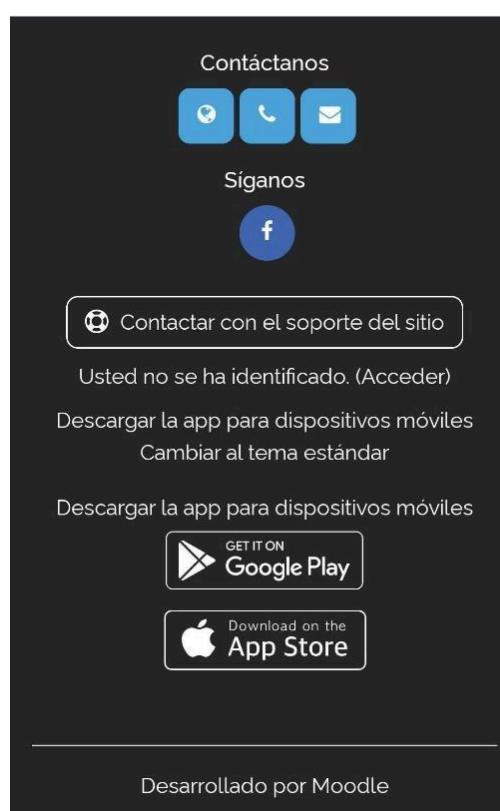 Contáctanos
Síganos
Contactar con el soporte del sitio
Usted no se ha identificado. (Acceder)
Descargar la app para dispositivos móviles
Cambiar al tema estándar
Descargar la app para dispositivos móviles
GET IT ON
Google Play
Download on the
App Store
Desarrollado por Moodle